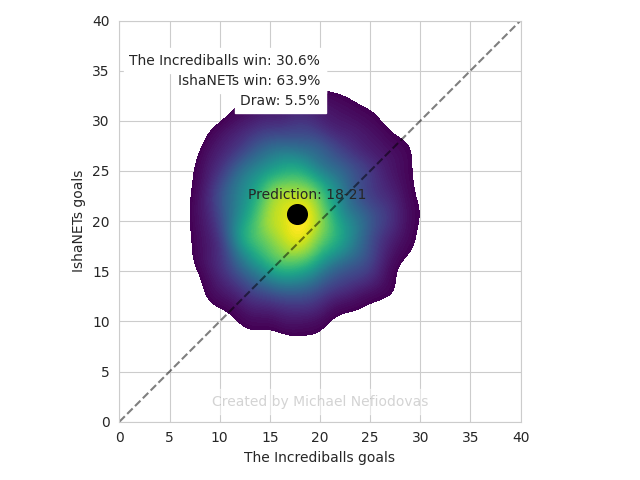 40
35
30
25
20
15
10
5
0
The Incrediballs win: 30.6%
IshaNETs win: 63.9%
Draw: 5.5%
Prediction: 18-21
IshaNETs goals
Created by Michael Nefiodovas
0 5 10 15 20 25 30 35 40
The Incrediballs goals